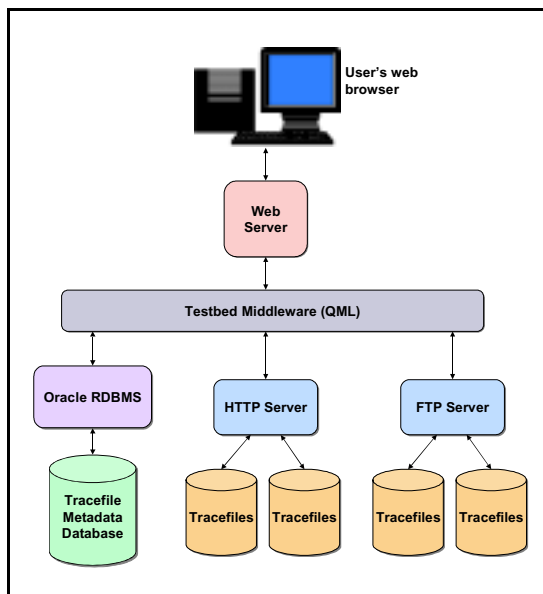 User's web
browser
Web
Server
Testbed Middleware (QML)
Oracle RDBMS
HTTP Server
FTP Server
Tracefile
Metadata
Database
Tracefiles
Tracefiles
Tracefiles
Tracefiles